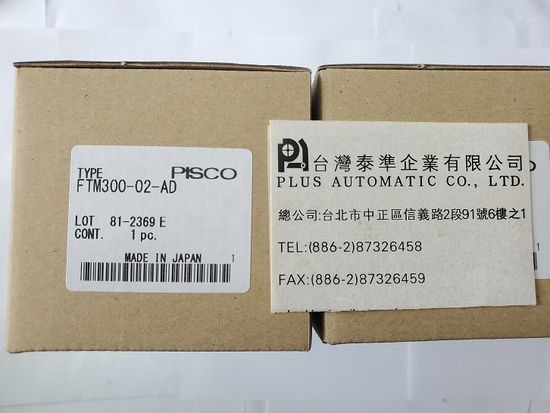 TYPE PISCO
FTM300-02-AD
LOT 81-2369 E
CONT. 1 pc.
MADE IN JAPAN 1
台灣泰準企業有限公司
PLUS AUTOMATIC CO., LTD.
總公司:台北市中正區信義路2段91號6樓之1
TEL:(886-2)87326458
FAX:(886-2)87326459
1